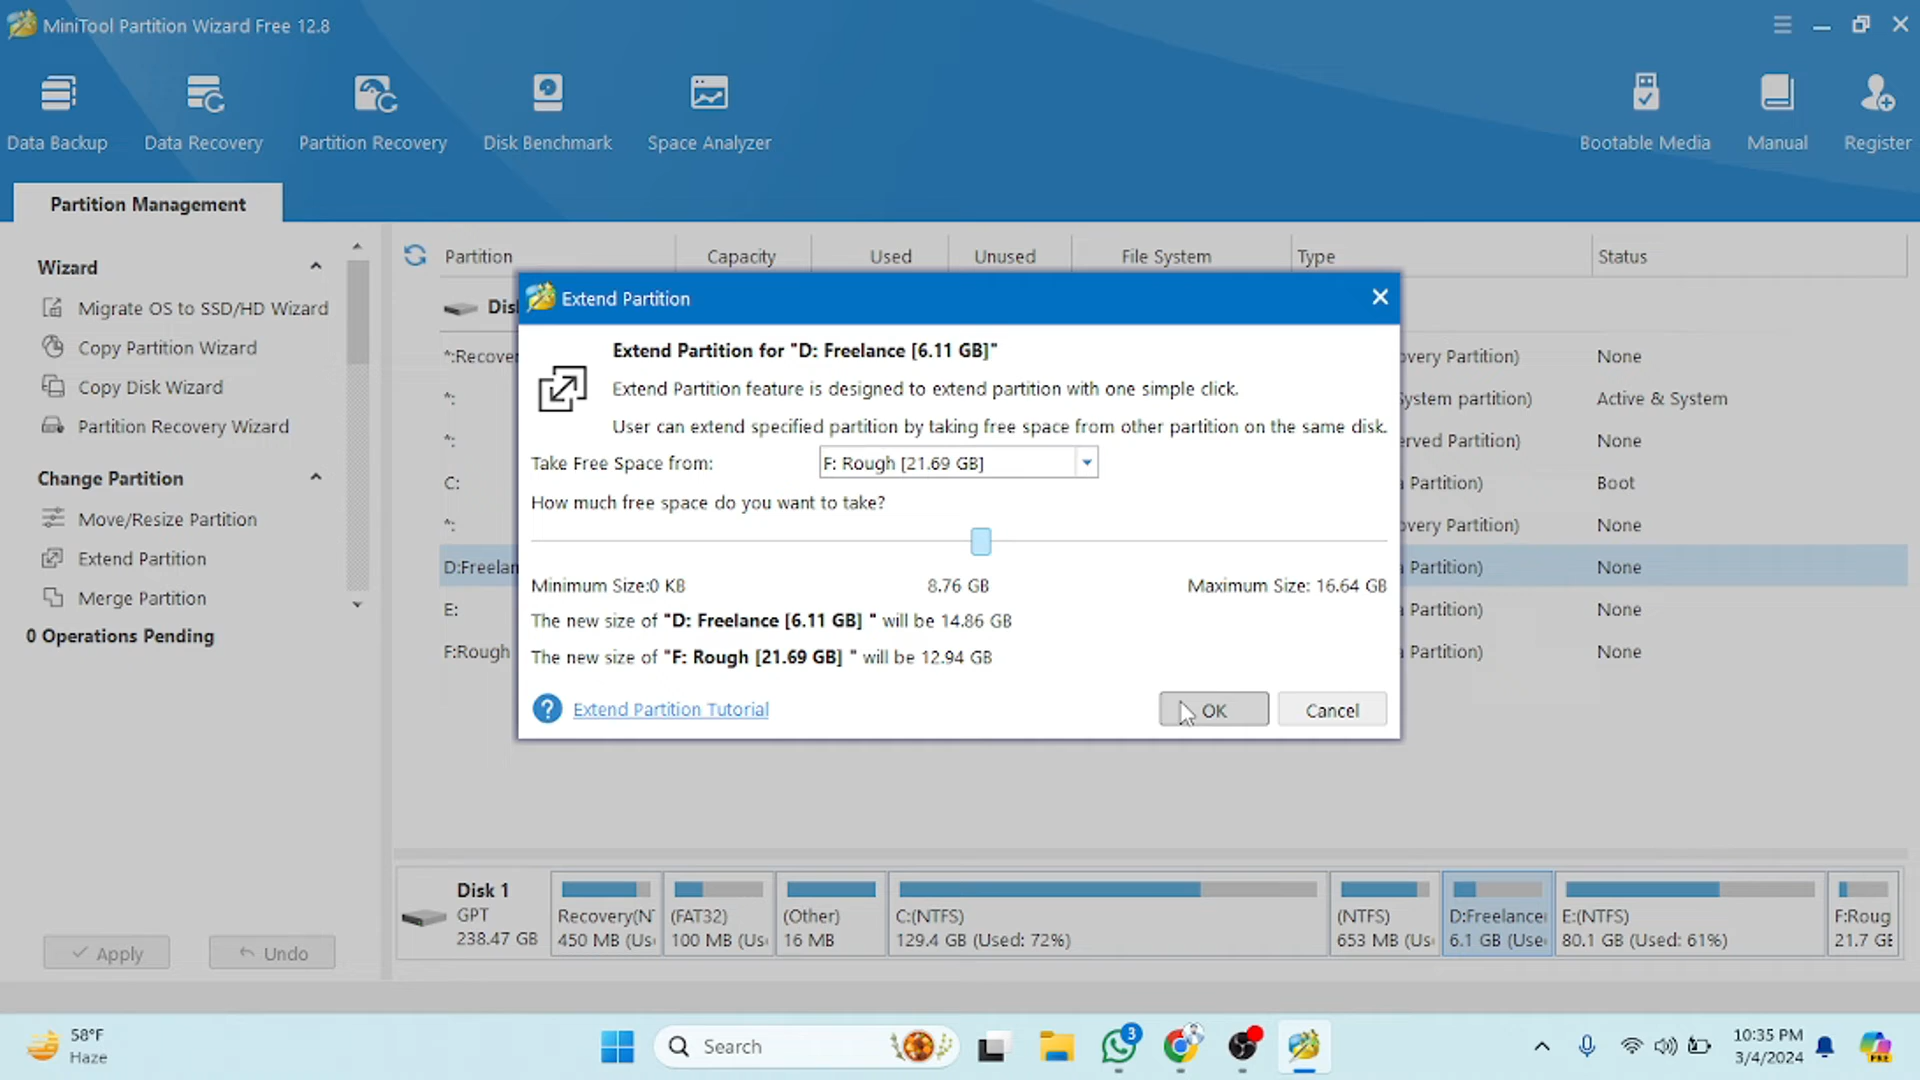 MiniTool Partition Wizard Free 12.8
Data Backup
Data Recovery
Partition Recovery
Disk Benchmark
Space Analyzer
Bootable Media
Manual
Register
Partition Management
Wizard
Migrate OS to SSD/HD Wizard
Copy Partition Wizard
Copy Disk Wizard
Partition Recovery Wizard
Change Partition
Move/Resize Partition
Extend Partition
Merge Partition
0 Operations Pending
Apply
Undo
Partition Capacity Used Unused File System Type Status
Dis
*:Recover overy Partition) None
*: ystem partition) Active & System
*: erved Partition) None
C: a Partition) Boot
*: overy Partition) None
D:Freelan a Partition) None
E: a Partition) None
F:Rough a Partition) None
Extend Partition
Extend Partition for "D: Freelance [6.11 GB]"
Extend Partition feature is designed to extend partition with one simple click.
User can extend specified partition by taking free space from other partition on the same disk.
Take Free Space from: F: Rough [21.69 GB]
How much free space do you want to take?
Minimum Size:0 KB 8.76 GB Maximum Size: 16.64 GB
The new size of "D: Freelance [6.11 GB] " will be 14.86 GB
The new size of "F: Rough [21.69 GB] " will be 12.94 GB
? Extend Partition Tutorial
OK
Cancel
Disk 1
GPT
238.47 GB
Recovery(N
450 MB (Us
(FAT32)
100 MB (Us
(Other)
16 MB
C:(NTFS)
129.4 GB (Used: 72%)
(NTFS)
653 MB (Us
D:Freelance
6.1 GB (Use
E:(NTFS)
80.1 GB (Used: 61%)
F:Roug
21.7 GE
58°F
Haze
Search
3
10:35 PM
3/4/2024
PRE